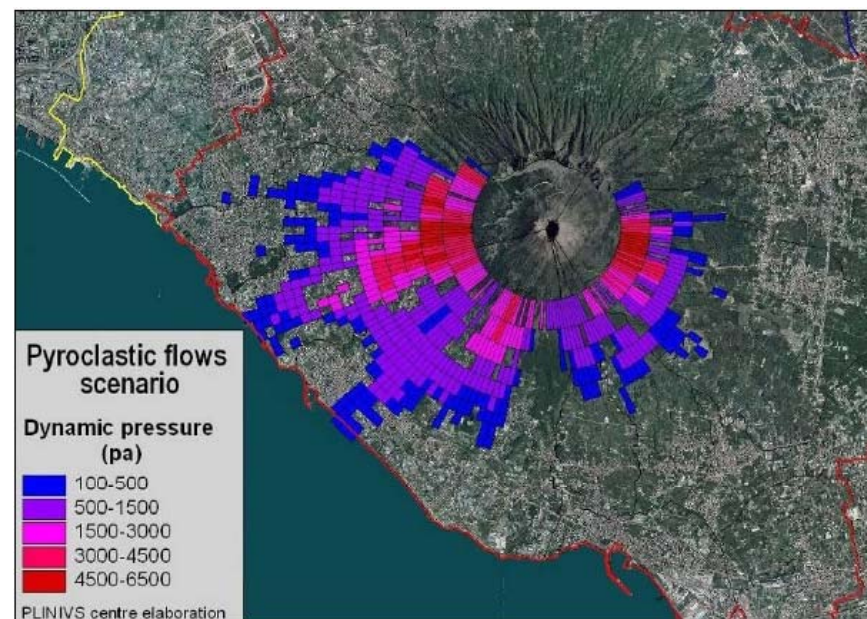 Pyroclastic flows
scenario
Dynamic pressure
(pa)
100-500
500-1500
1500-3000
3000-4500
4500-6500
PLINIVS centre elaboration